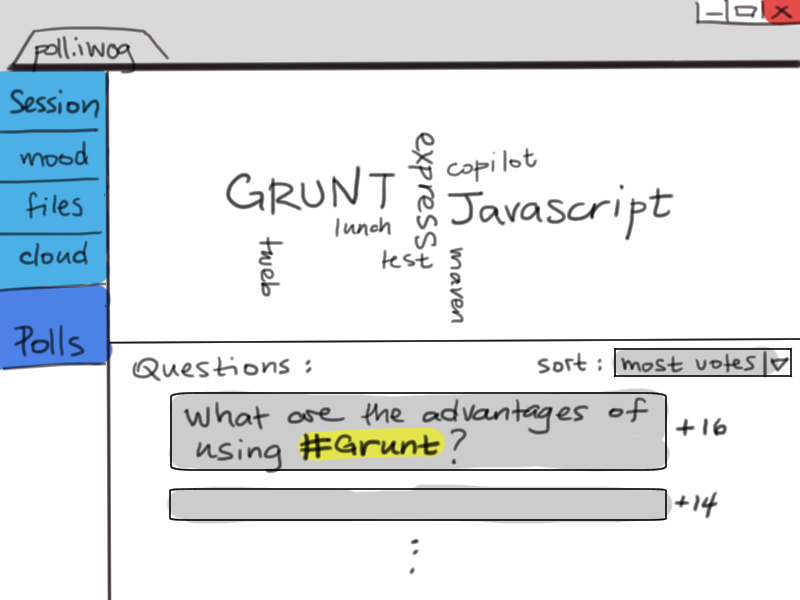 poll.iwog
Session
mood
files
cloud
Polls
GRUNT
express
copilot
Javascript
lunch
test
tweb
maven
Questions :
sort : most votes
What are the advantages of
using #Grunt?
+16
+14